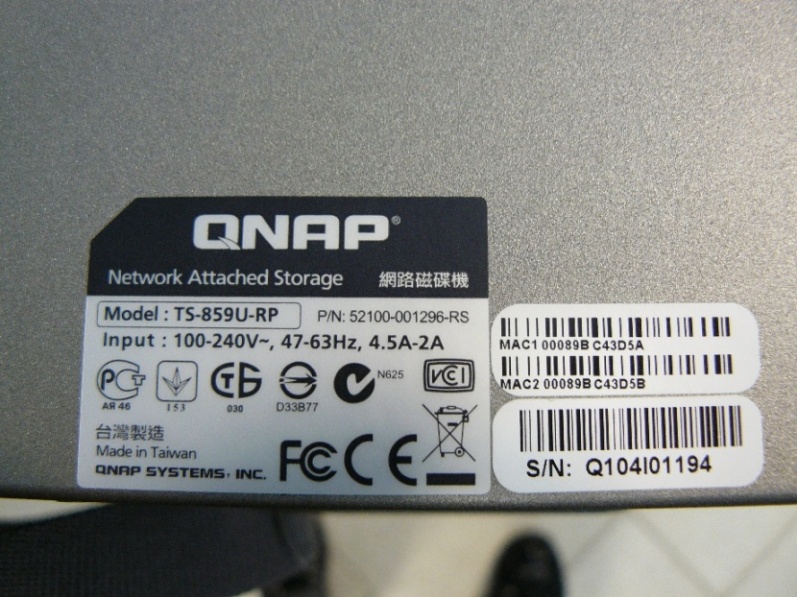 QNAP®
Network Attached Storage 網路磁碟機
Model : TS-859U-RP P/N: 52100-001296-RS
Input : 100-240V~, 47-63Hz, 4.5A-2A
PCT
АЯ 46
153
030
D33B77
N625
VCI
台灣製造
Made in Taiwan
QNAP SYSTEMS, INC.
FC CE
MAC1 00089B C43D5A
MAC2 00089B C43D5B
S/N: Q104I01194